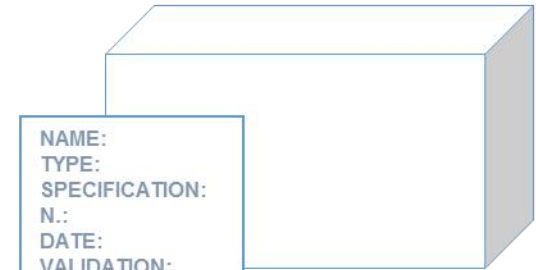 NAME:
TYPE:
SPECIFICATION:
N.:
DATE:
VALIDATION: